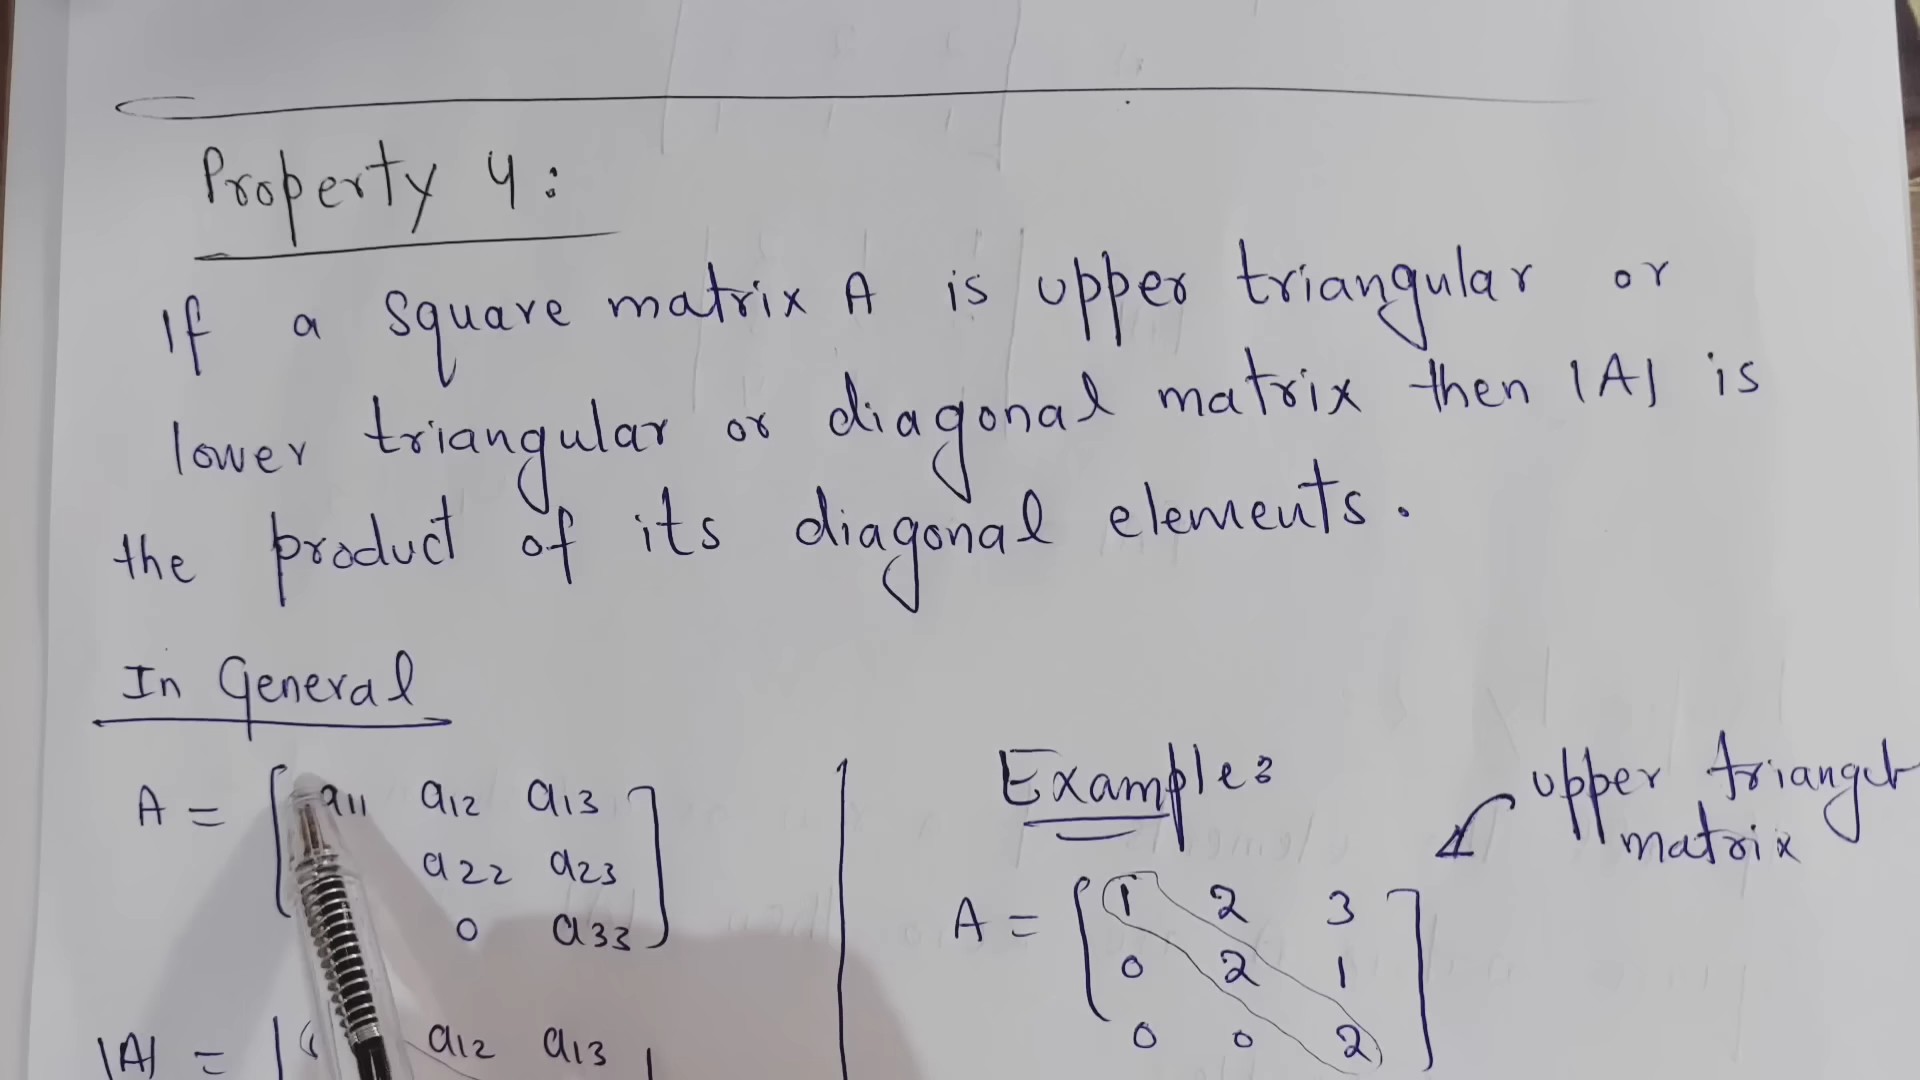 Property 4:
If a square matrix A is upper triangular or
lower triangular or diagonal matrix then |A| is
the product of its diagonal elements.
In General
A = [ a11 a12 a13
a22 a23
0 a33 ]
|A| = | a12 a13 |
Example:
upper
matrix
A = [ 1 2 3
0 2 1
0 0 2 ]